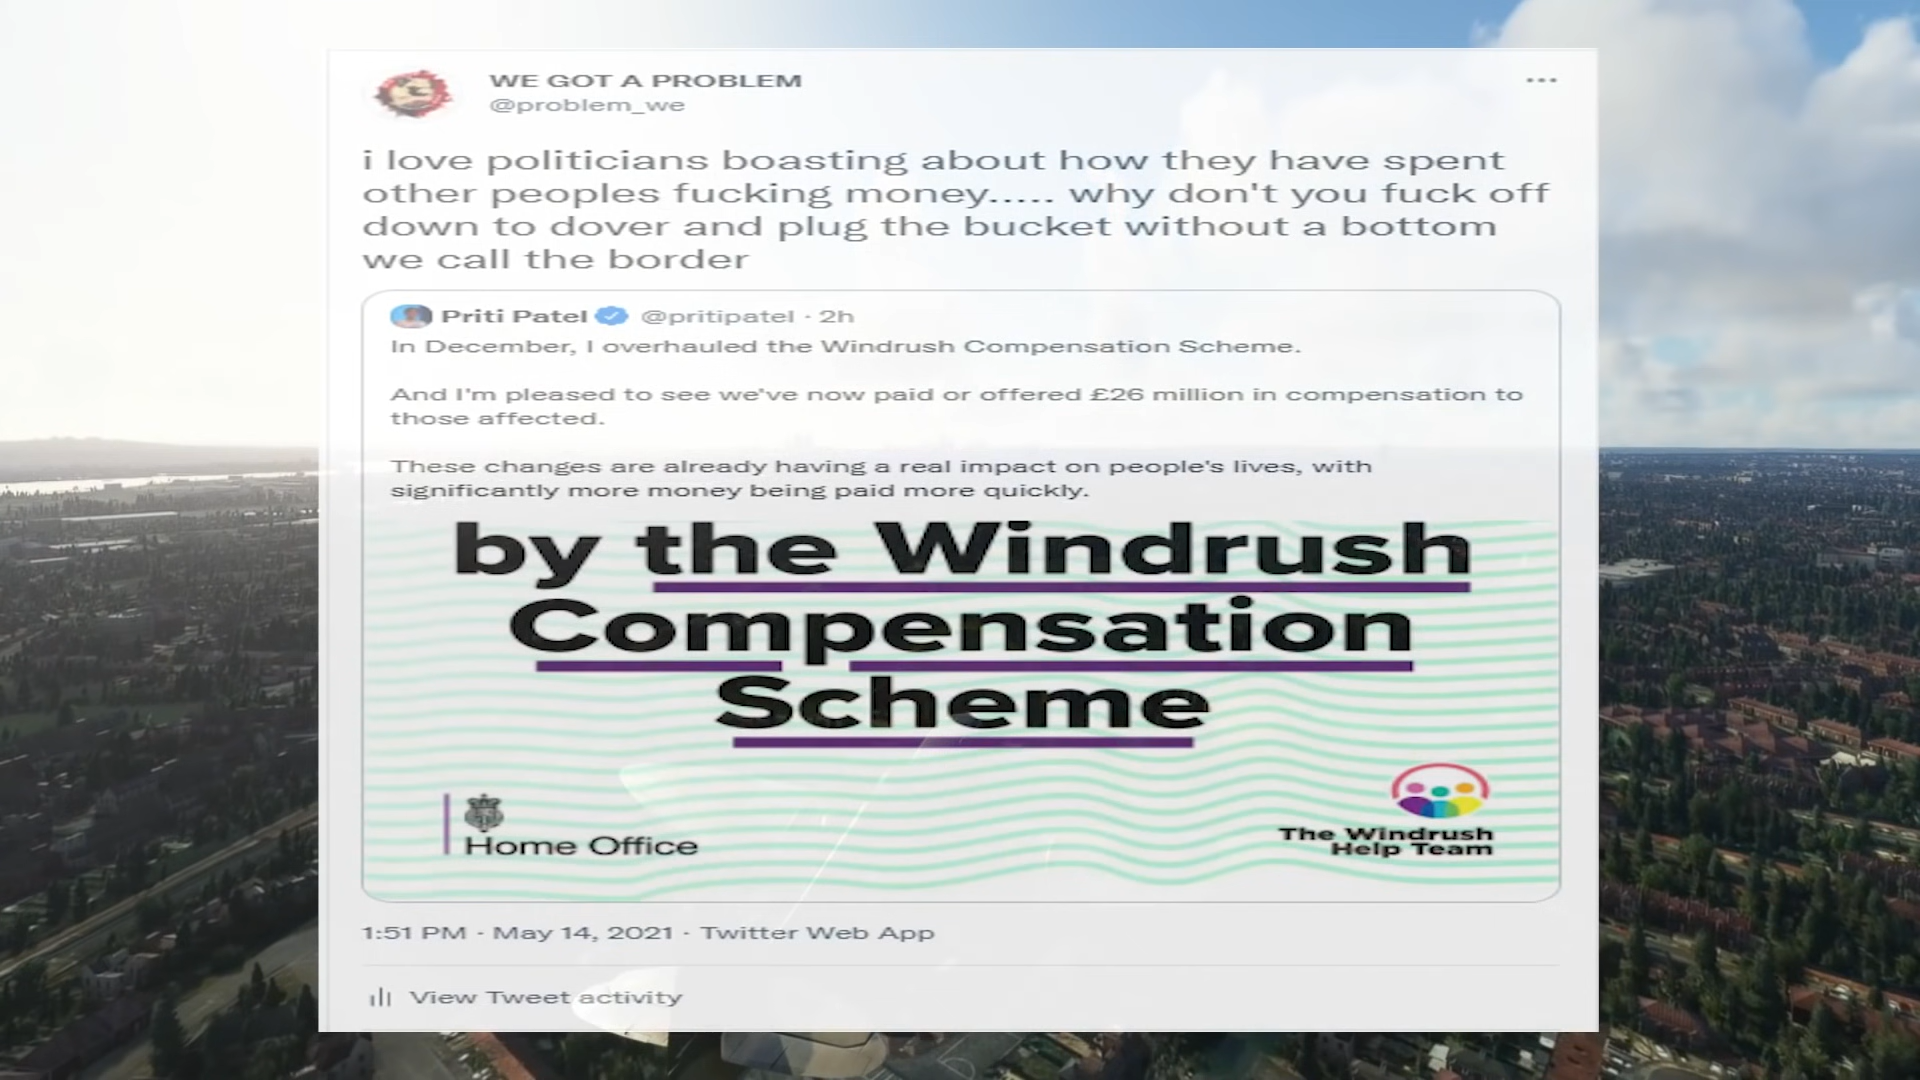 WE GOT A PROBLEM
@problem_we
i love politicians boasting about how they have spent
other peoples fucking money..... why don't you fuck off
down to dover and plug the bucket without a bottom
we call the border
Priti Patel @pritipatel · 2h
In December, I overhauled the Windrush Compensation Scheme.
And I'm pleased to see we've now paid or offered £26 million in compensation to
those affected.
These changes are already having a real impact on people's lives, with
significantly more money being paid more quickly.
by the Windrush
Compensation
Scheme
Home Office
The Windrush
Help Team
1:51 PM · May 14, 2021 · Twitter Web App
View Tweet activity